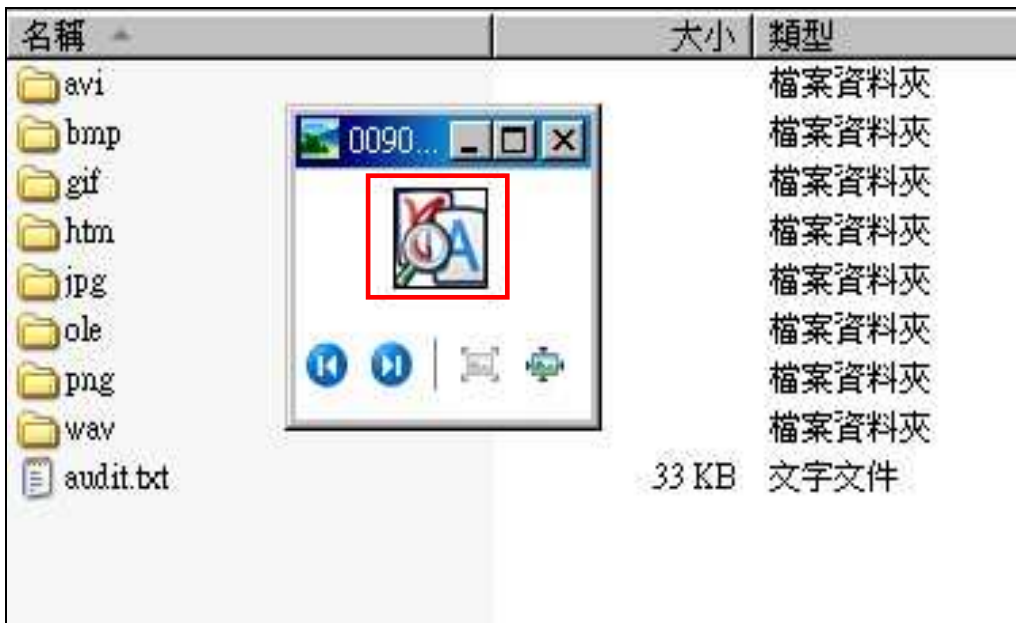 名稱 大小 類型
avi 檔案資料夾
bmp 檔案資料夾
0090...
gif 檔案資料夾
htm 檔案資料夾
jpg 檔案資料夾
ole 檔案資料夾
png 檔案資料夾
wav 檔案資料夾
audit.txt 33 KB 文字文件
A